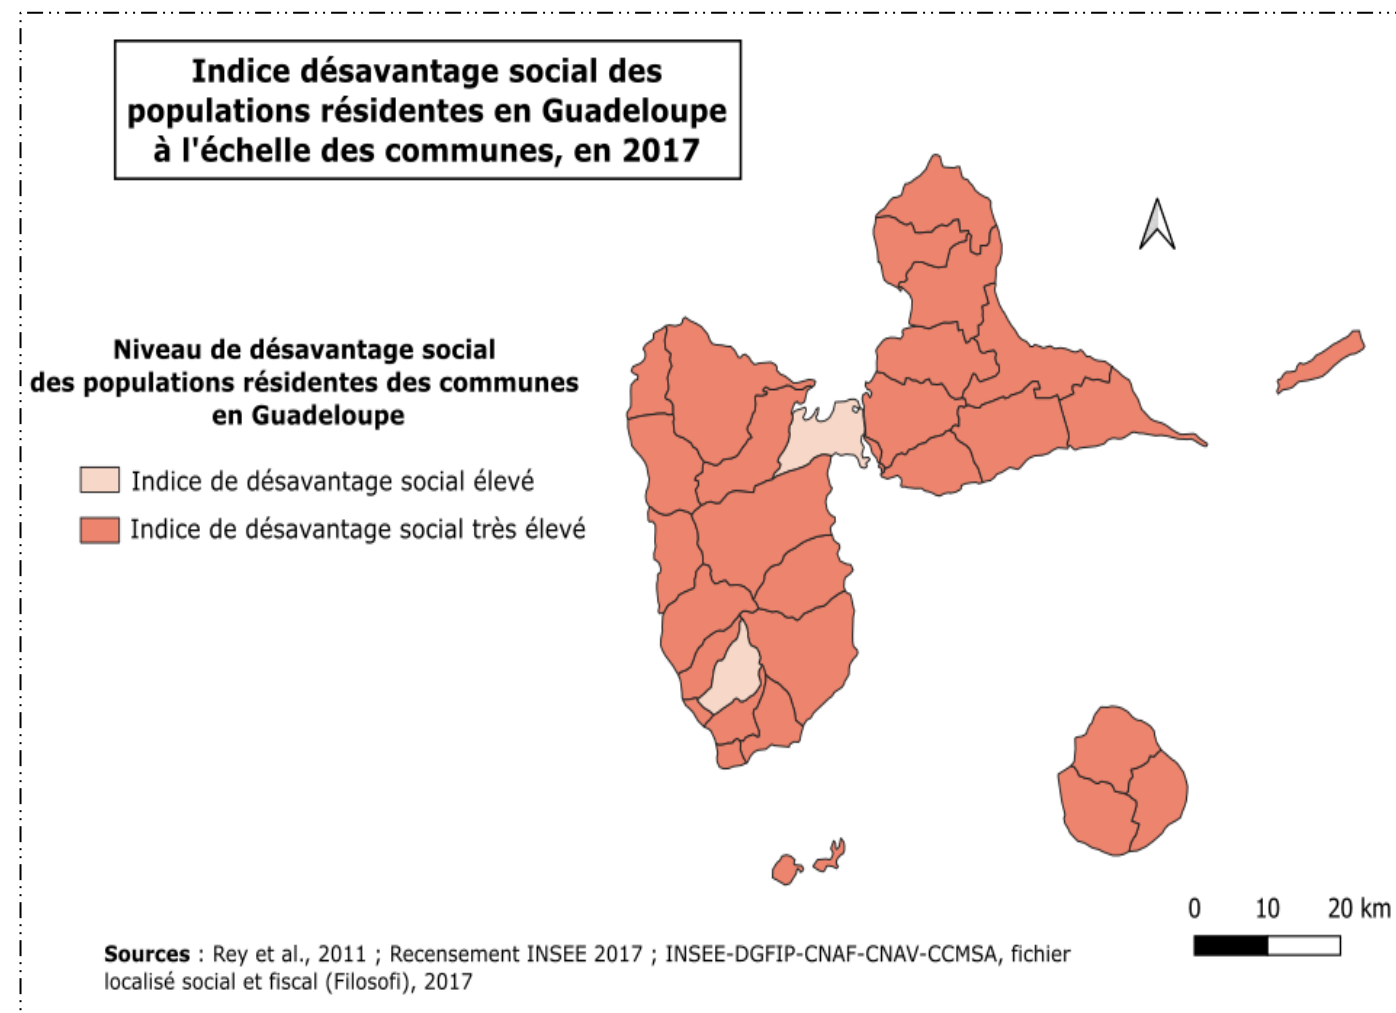 Indice désavantage social des
populations résidentes en Guadeloupe
à l'échelle des communes, en 2017
Niveau de désavantage social
des populations résidentes des communes
en Guadeloupe
Indice de désavantage social élevé
Indice de désavantage social très élevé
0 10 20 km
Sources : Rey et al., 2011 ; Recensement INSEE 2017 ; INSEE-DGFIP-CNAF-CNAV-CCMSA, fichier
localisé social et fiscal (Filosofi), 2017